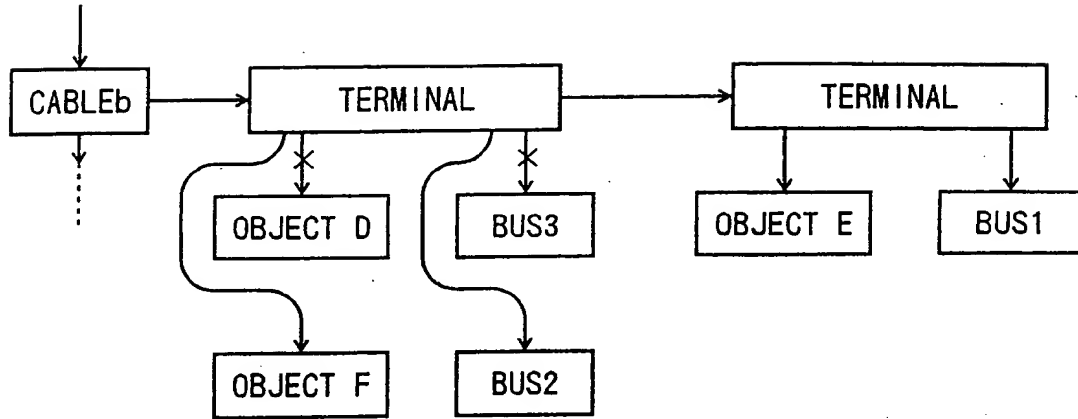 CABLEb
TERMINAL
TERMINAL
OBJECT D
BUS3
OBJECT E
BUS1
OBJECT F
BUS2